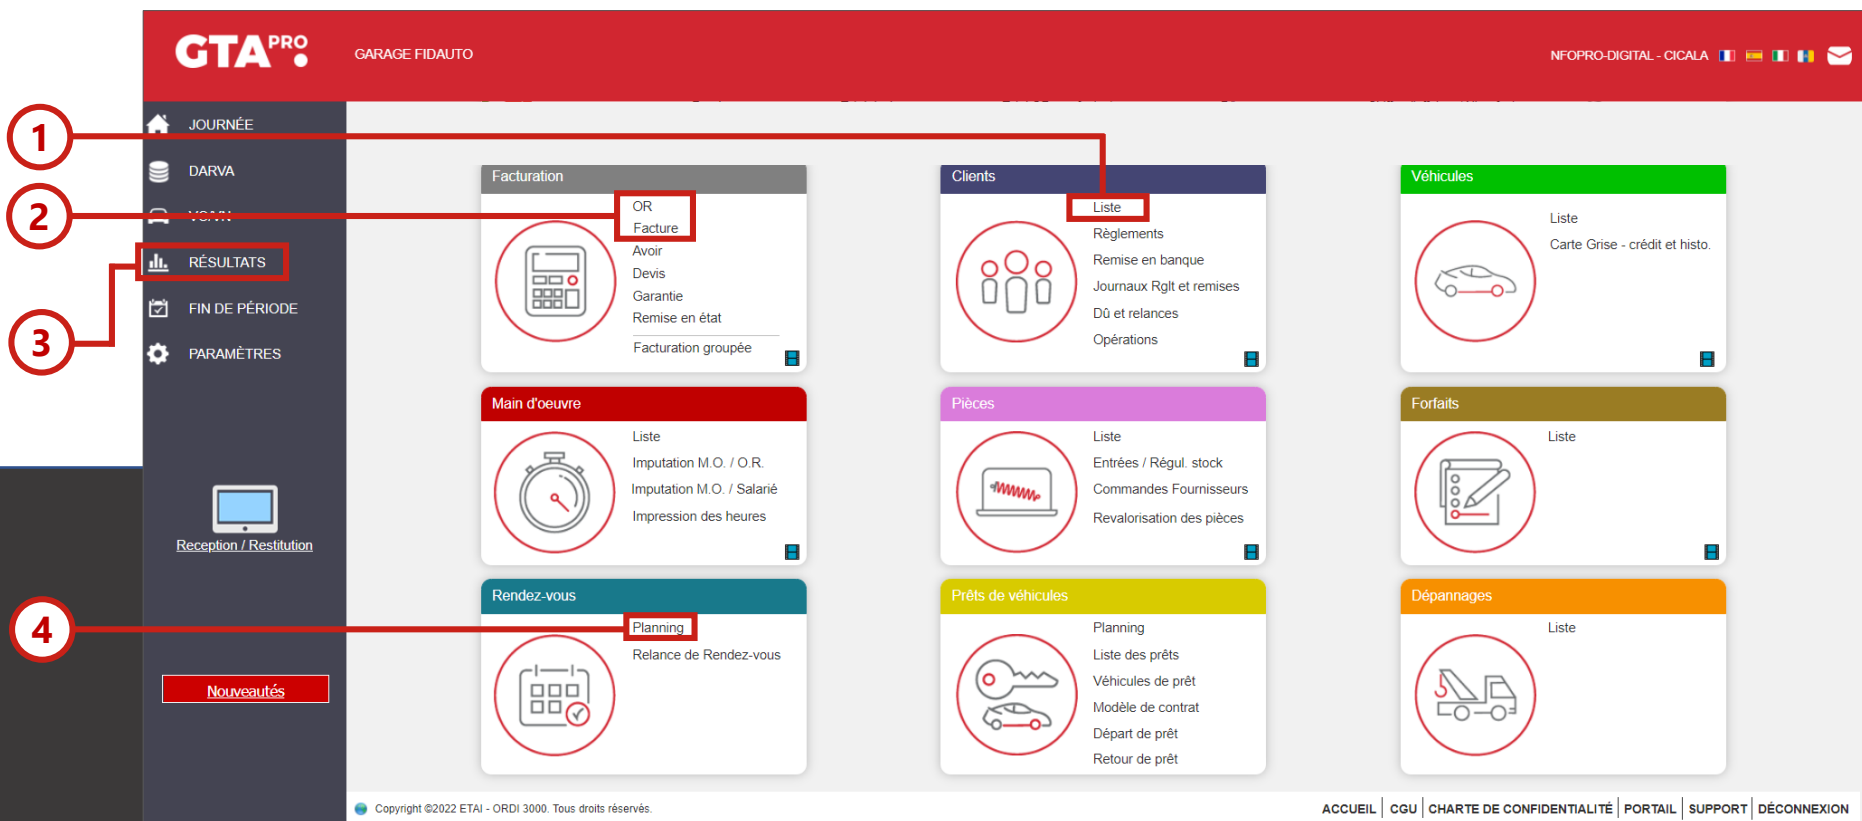 GTA PRO
GARAGE FIDAUTO
NFOPRO-DIGITAL - CICALA
1
2
3
4
JOURNÉE
DARVA
VO/VN
RÉSULTATS
FIN DE PÉRIODE
PARAMÈTRES
Reception / Restitution
Nouveautés
Facturation
OR
Facture
Avoir
Devis
Garantie
Remise en état
Facturation groupée
Clients
Liste
Règlements
Remise en banque
Journaux Rglt et remises
Dû et relances
Opérations
Véhicules
Liste
Carte Grise - crédit et histo.
Main d'oeuvre
Liste
Imputation M.O. / O.R.
Imputation M.O. / Salarié
Impression des heures
Pièces
Liste
Entrées / Régul. stock
Commandes Fournisseurs
Revalorisation des pièces
Forfaits
Liste
Rendez-vous
Planning
Relance de Rendez-vous
Prêts de véhicules
Planning
Liste des prêts
Véhicules de prêt
Modèle de contrat
Départ de prêt
Retour de prêt
Dépannages
Liste
Copyright ©2022 ETAI - ORDI 3000. Tous droits réservés.
ACCUEIL | CGU | CHARTE DE CONFIDENTIALITÉ | PORTAIL | SUPPORT | DÉCONNEXION